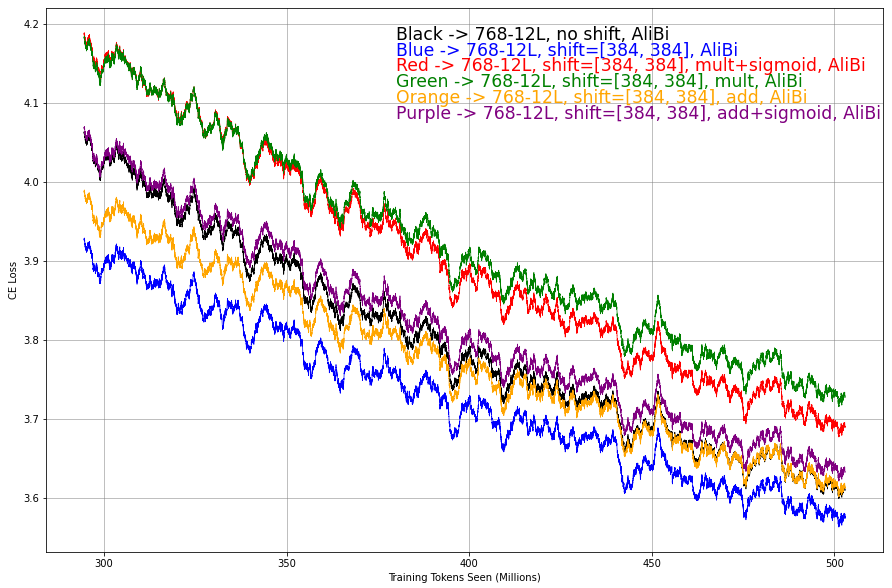 4.2
Black -> 768-12L, no shift, AliBi
Blue -> 768-12L, shift=[384, 384], AliBi
Red -> 768-12L, shift=[384, 384], mult+sigmoid, AliBi
Green -> 768-12L, shift=[384, 384], mult, AliBi
Orange -> 768-12L, shift=[384, 384], add, AliBi
Purple -> 768-12L, shift=[384, 384], add+sigmoid, AliBi
4.1
4.0
3.9
CE Loss
3.8
3.7
3.6
300 350 400 450 500
Training Tokens Seen (Millions)